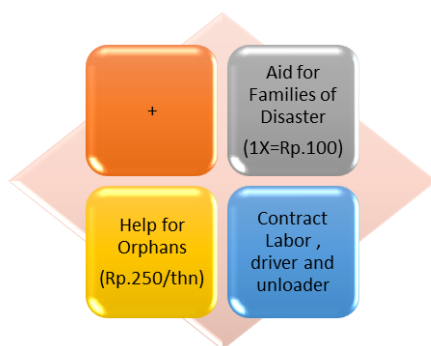 +
Aid for
Families of
Disaster
(1X=Rp.100)
Help for
Orphans
(Rp.250/thn)
Contract
Labor ,
driver and
unloader